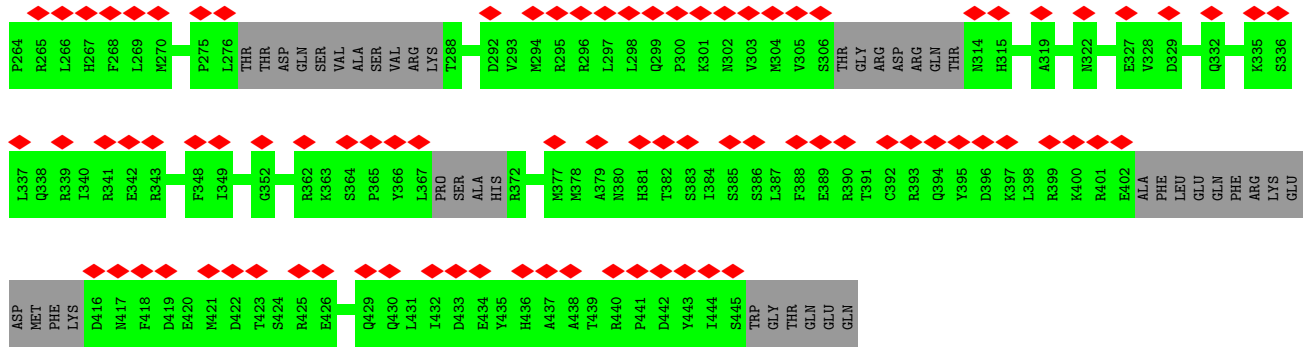 P264 R265 L266 H267 F268 L269 M270 P275 L276 THR THR ASP GLN SER VAL ALA SER VAL ARG LYS T288 D292 V293 M294 R295 R296 L297 L298 Q299 P300 K301 N302 V303 M304 V305 S306 THR GLY ARG ASP ARG GLN THR N314 H315 A319 N322 E327 V328 D329 Q332 K335 S336
L337 Q338 R339 I340 R341 E342 R343 F348 I349 G352 R362 K363 S364 P365 Y366 L367 PRO SER ALA HIS R372 M377 M378 A379 N380 H381 T382 S383 I384 S385 S386 L387 F388 E389 R390 T391 C392 R393 Q394 Y395 D396 K397 L398 R399 K400 R401 E402 ALA PHE LEU GLU GLN PHE ARG LYS GLU
ASP MET PHE LYS D416 N417 F418 D419 E420 M421 D422 T423 S424 R425 E426 Q429 Q430 L431 I432 D433 E434 Y435 H436 A437 A438 T439 R440 P441 D442 Y443 I444 S445 TRP GLY THR GLN GLU GLN